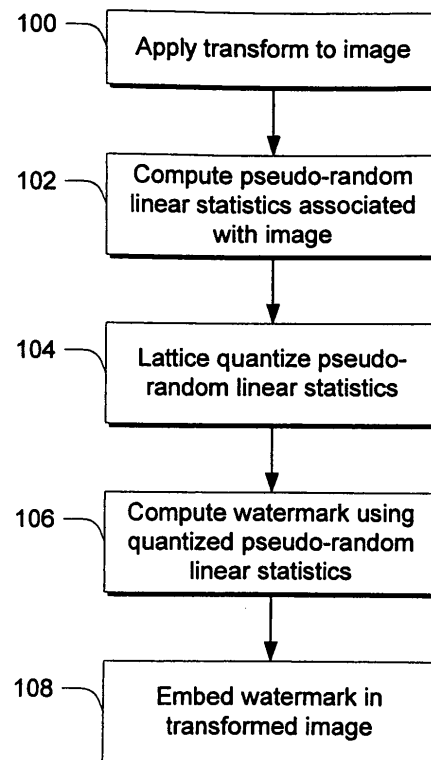 100
Apply transform to image
102
Compute pseudo-random
linear statistics associated
with image
104
Lattice quantize pseudo-
random linear statistics
106
Compute watermark using
quantized pseudo-random
linear statistics
108
Embed watermark in
transformed image